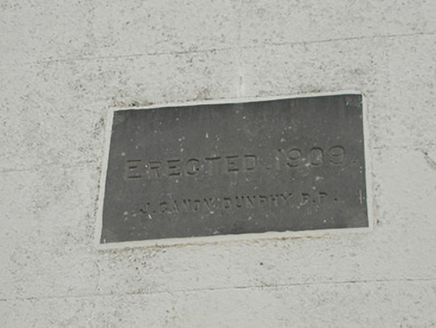 ERECTED. 1909
J. CANON. DUNPHY. P.P.